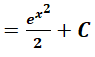 = e^{x^2}/2 + C